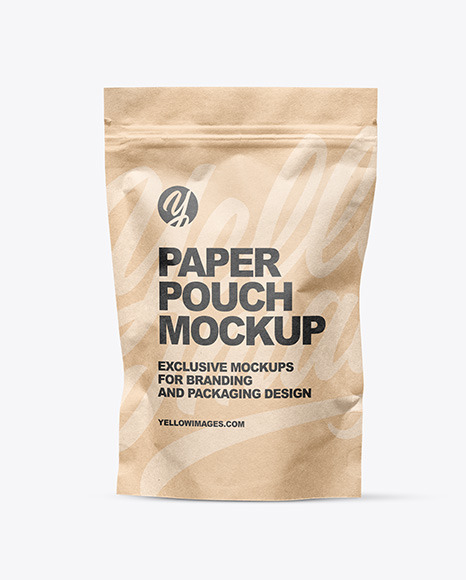 Y
PAPER
POUCH
MOCKUP
EXCLUSIVE MOCKUPS
FOR BRANDING
AND PACKAGING DESIGN
YELLOWIMAGES.COM